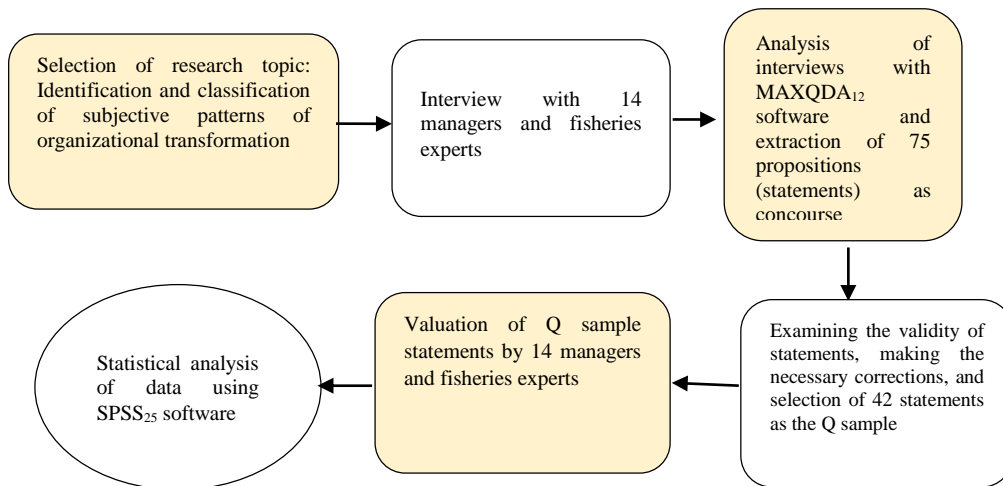 Selection of research topic:
Identification and classification
of subjective patterns of
organizational transformation
Interview with 14
managers and fisheries
experts
Analysis of
interviews with
MAXQDA12
software and
extraction of 75
propositions
(statements) as
concourse
Examining the validity of
statements, making the
necessary corrections, and
selection of 42 statements
as the Q sample
Valuation of Q sample
statements by 14 managers
and fisheries experts
Statistical analysis
of data using
SPSS25 software